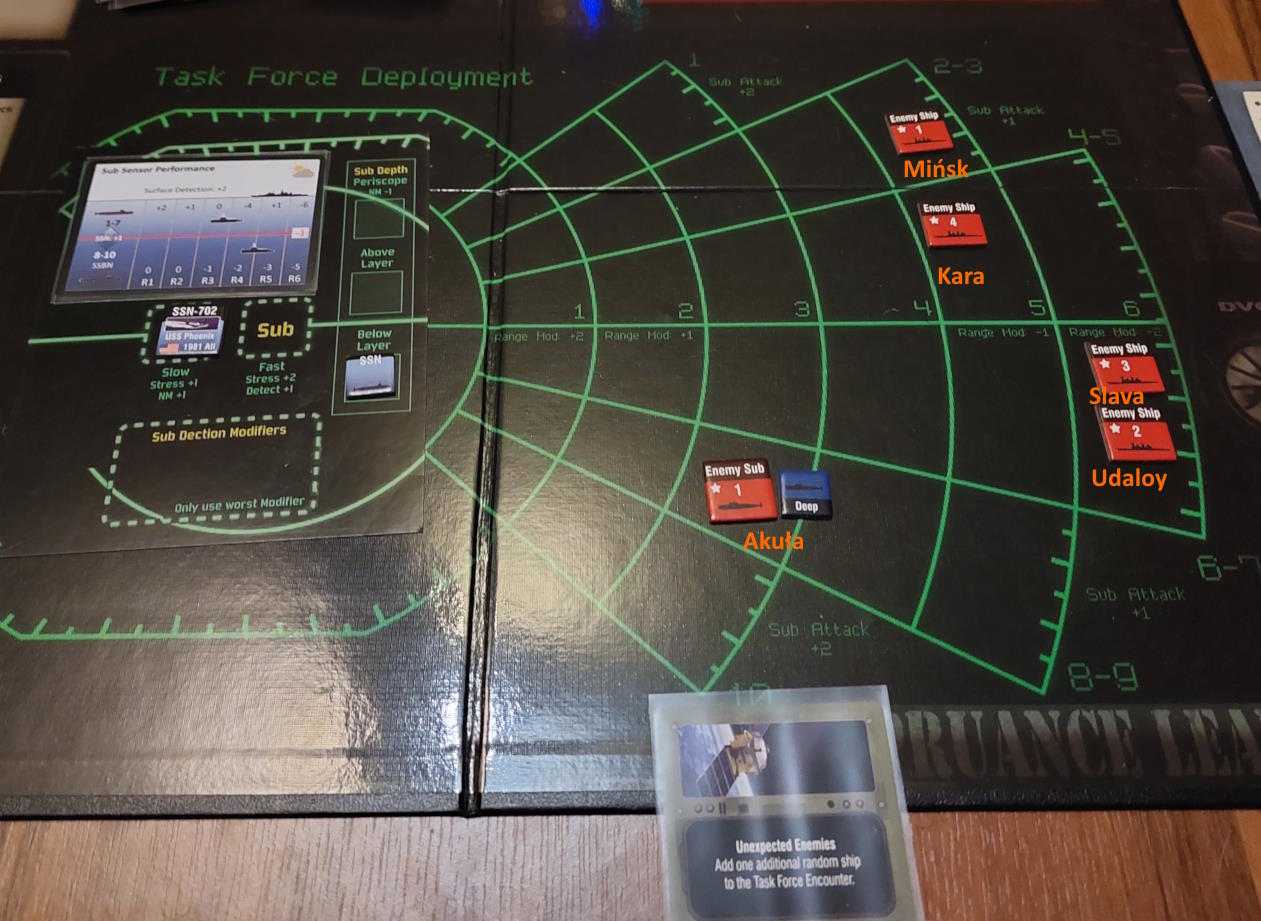 Task Force Deployment
1
Sub Attack
+2
2-3
Sub Attack
+1
4-5
Enemy Ship
1
Mińsk
Enemy Ship
4
Kara
Sub Sensor Performance
Surface Detection: +2
+2 +1 0 -4 +1 -6
1-7
SSN: +1
-1
8-10
SSBN
0 0 -1 -2 -3 -5
R1 R2 R3 R4 R5 R6
Sub Depth
Periscope
NM -1
Above
Layer
Below
Layer
SSN
SSN-702
USS Phoenix
1981 All
Slow
Stress +1
NM +1
Sub
Fast
Stress +2
Detect +1
Sub Dection Modifiers
Only use worst Modifier
1 2 3 4 5 6
Range Mod +2 Range Mod +1 Range Mod -1 Range Mod -2
Enemy Ship
3
Slava
Enemy Ship
2
Udaloy
Enemy Sub
1
Deep
Akuła
6-7
Sub Attack
+1
Sub Attack
+2
8-9
10
RUANCE LEA
Unexpected Enemies
Add one additional random ship
to the Task Force Encounter.